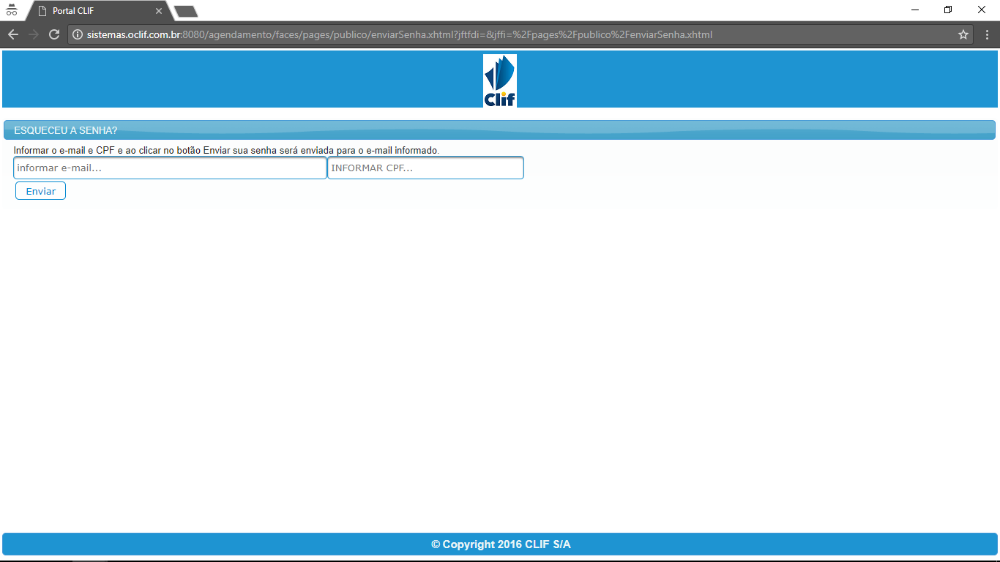 Portal CLIF
sistemas.oclif.com.br:8080/agendamento/faces/pages/publico/enviarSenha.xhtml?jftfdi=&jffi=%2Fpages%2Fpublico%2FenviarSenha.xhtml
Clif
ESQUECEU A SENHA?
Informar o e-mail e CPF e ao clicar no botão Enviar sua senha será enviada para o e-mail informado.
informar e-mail... INFORMAR CPF...
Enviar
© Copyright 2016 CLIF S/A